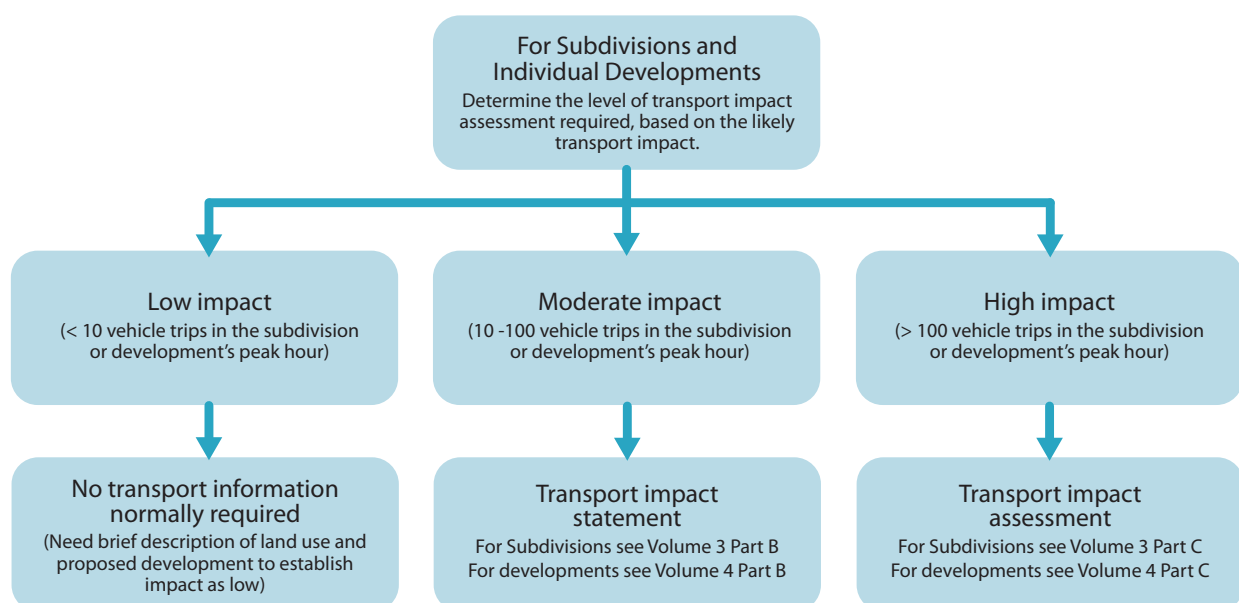 For Subdivisions and
Individual Developments
Determine the level of transport impact
assessment required, based on the likely
transport impact.
Low impact
(< 10 vehicle trips in the subdivision
or development’s peak hour)
Moderate impact
(10 -100 vehicle trips in the subdivision
or development’s peak hour)
High impact
(> 100 vehicle trips in the subdivision
or development’s peak hour)
No transport information
normally required
(Need brief description of land use and
proposed development to establish
impact as low)
Transport impact
statement
For Subdivisions see Volume 3 Part B
For developments see Volume 4 Part B
Transport impact
assessment
For Subdivisions see Volume 3 Part C
For developments see Volume 4 Part C